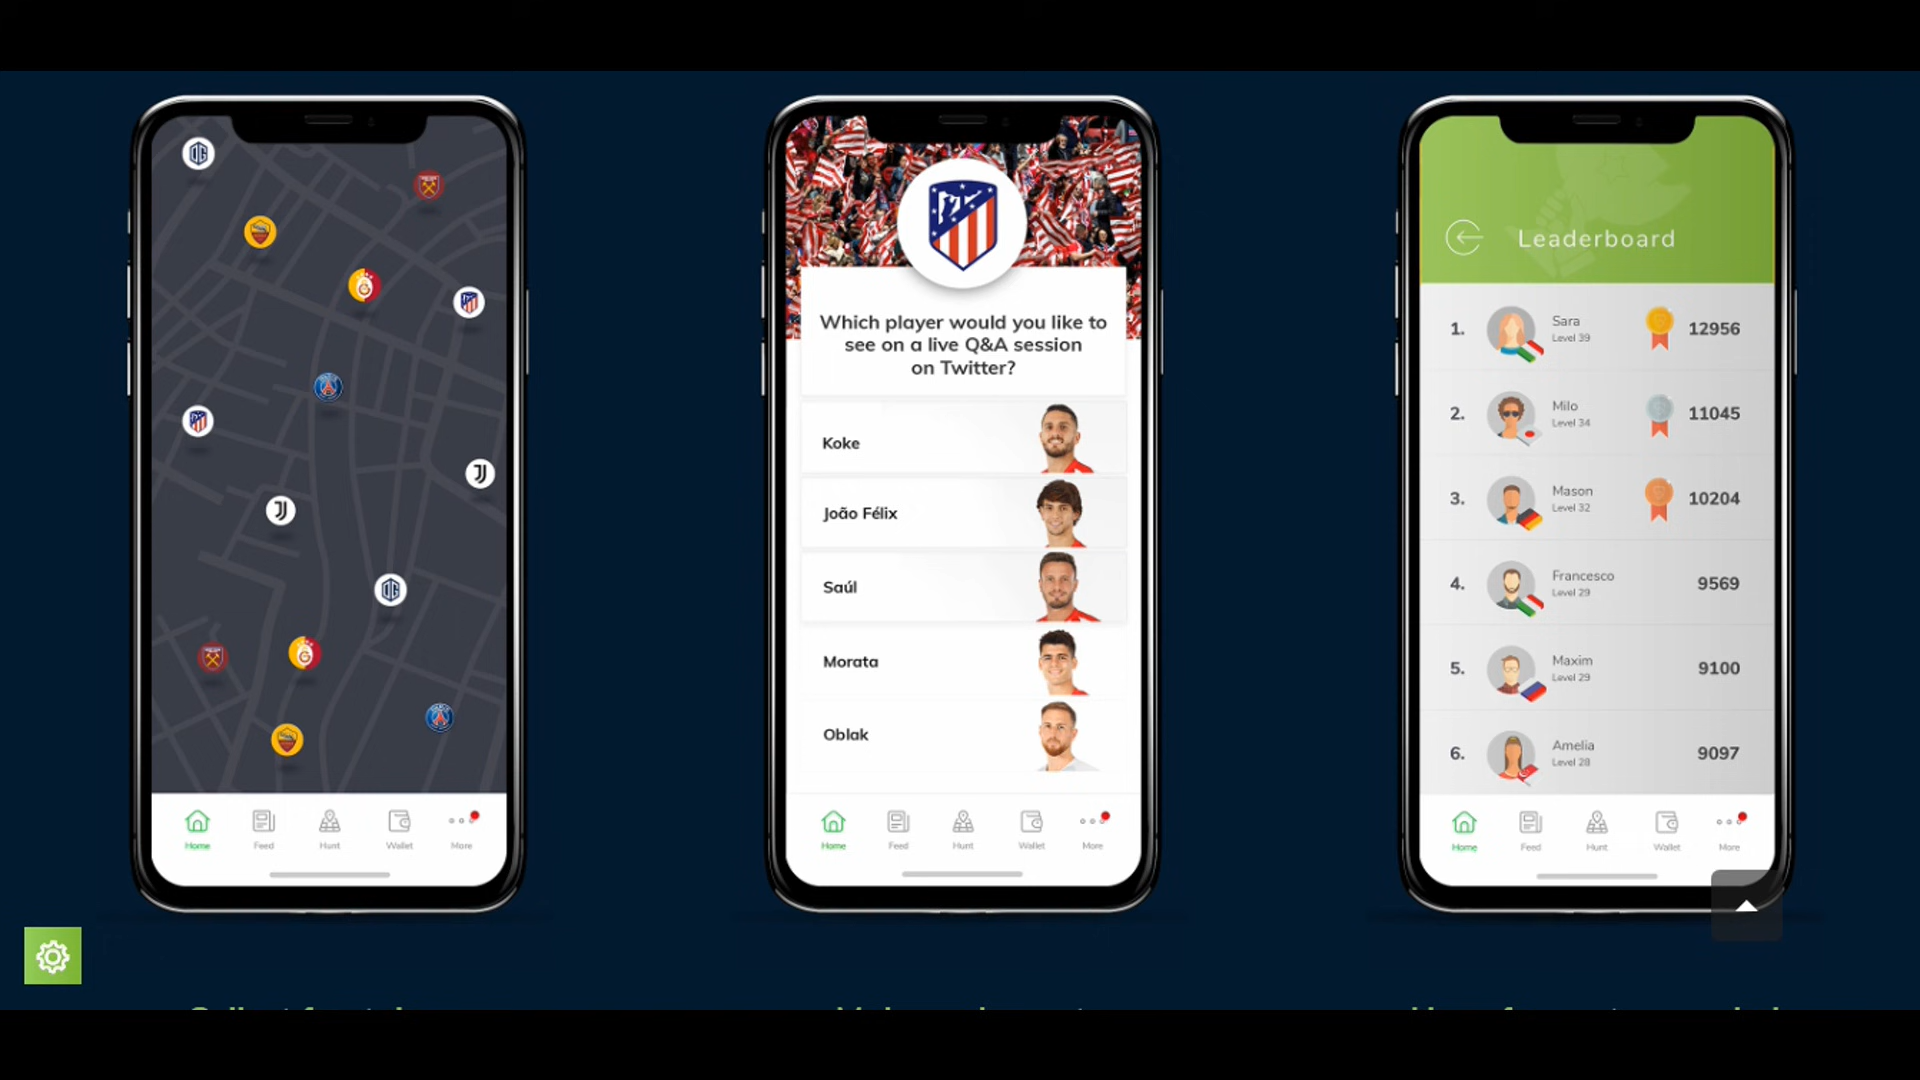 Home
Feed
Hunt
Wallet
More
Which player would you like to
see on a live Q&A session
on Twitter?
Koke
João Félix
Saúl
Morata
Oblak
Home
Feed
Hunt
Wallet
More
Leaderboard
1.
Sara
Level 39
12956
2.
Milo
Level 34
11045
3.
Mason
Level 32
10204
4.
Francesco
Level 29
9569
5.
Maxim
Level 29
9100
6.
Amelia
Level 28
9097
Home
Feed
Hunt
Wallet
More